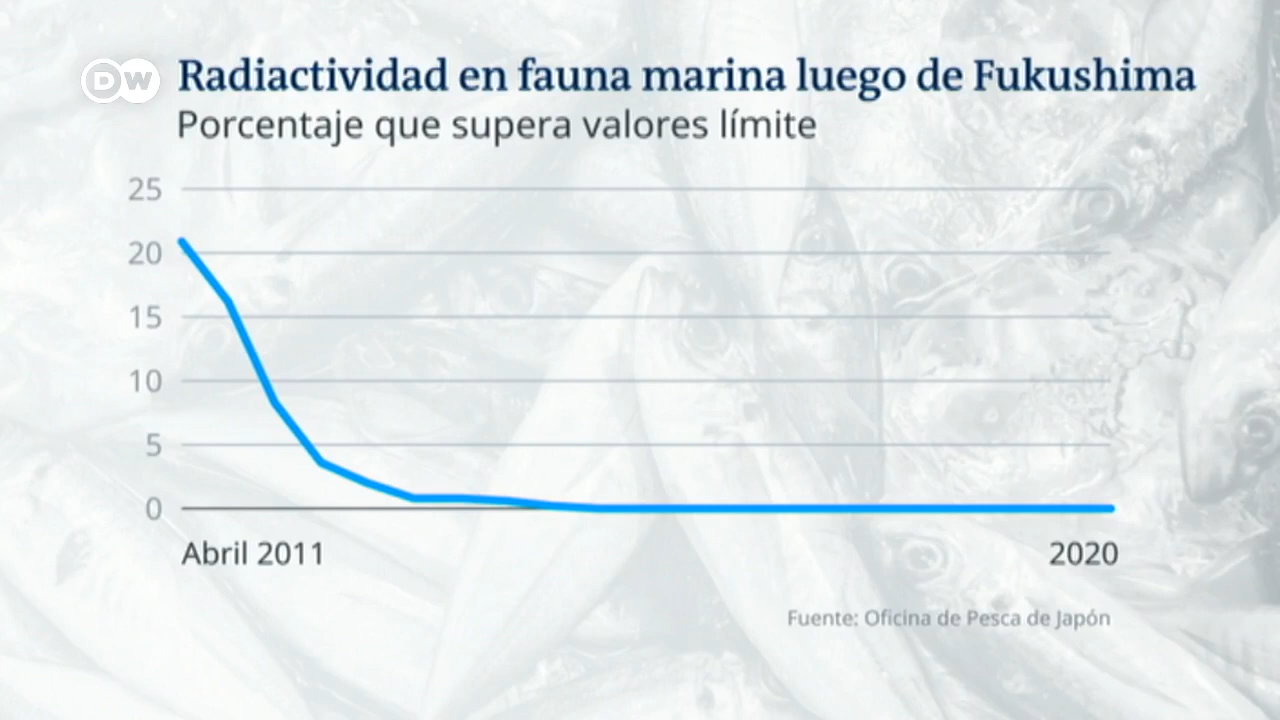 DW
Radiactividad en fauna marina luego de Fukushima
Porcentaje que supera valores límite
25
20
15
10
5
0
Abril 2011
2020
Fuente: Oficina de Pesca de Japón